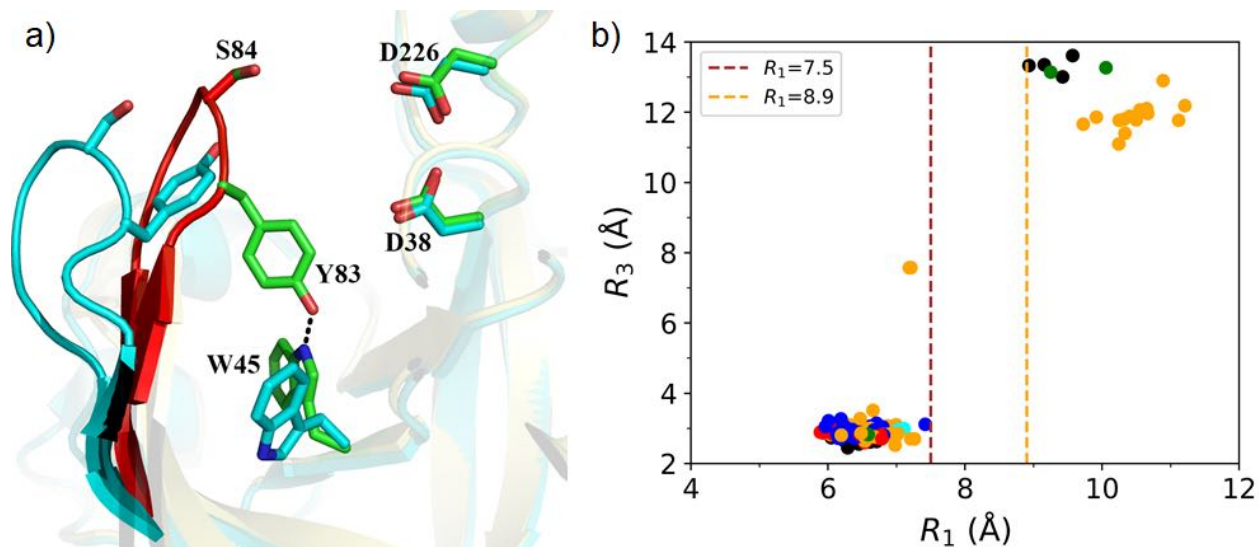 a)
S84
D226
D38
Y83
W45
b)
R₁=7.5
R₁=8.9
14
12
10
8
6
4
2
R₃ (Å)
4
6
8
10
12
R₁ (Å)